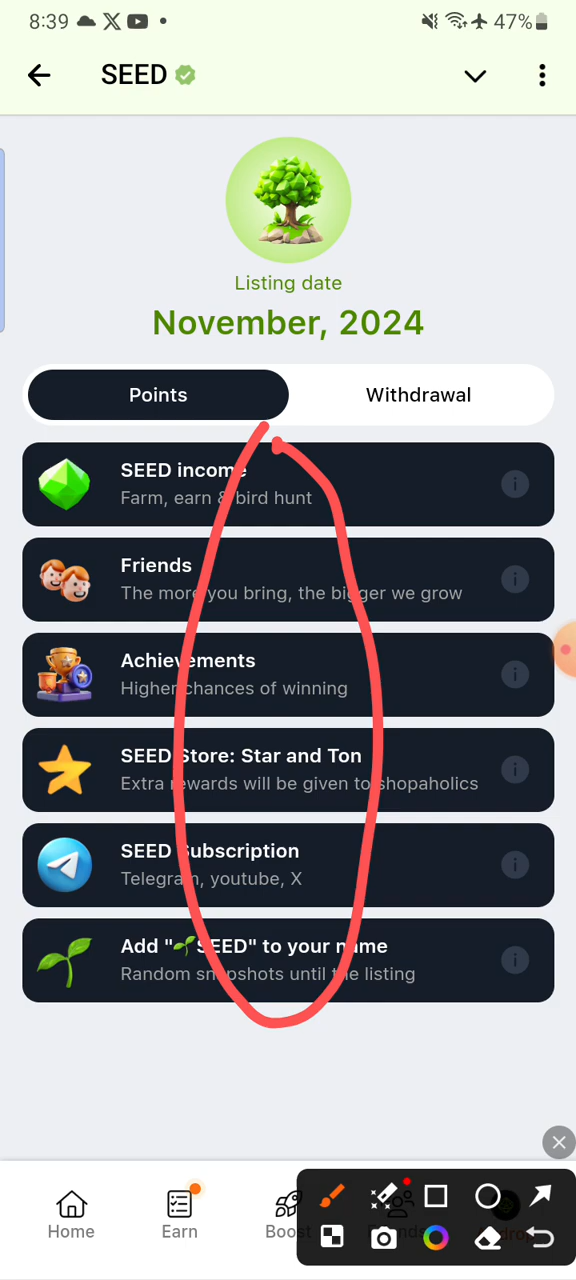 8:39
47%
SEED
Listing date
November, 2024
Points
Withdrawal
SEED income
Farm, earn & bird hunt
Friends
The more you bring, the bigger we grow
Achievements
Higher chances of winning
SEED Store: Star and Ton
Extra rewards will be given to shopaholics
SEED Subscription
Telegram, youtube, X
Add "🌱SEED" to your name
Random snapshots until the listing
Home
Earn
Boost